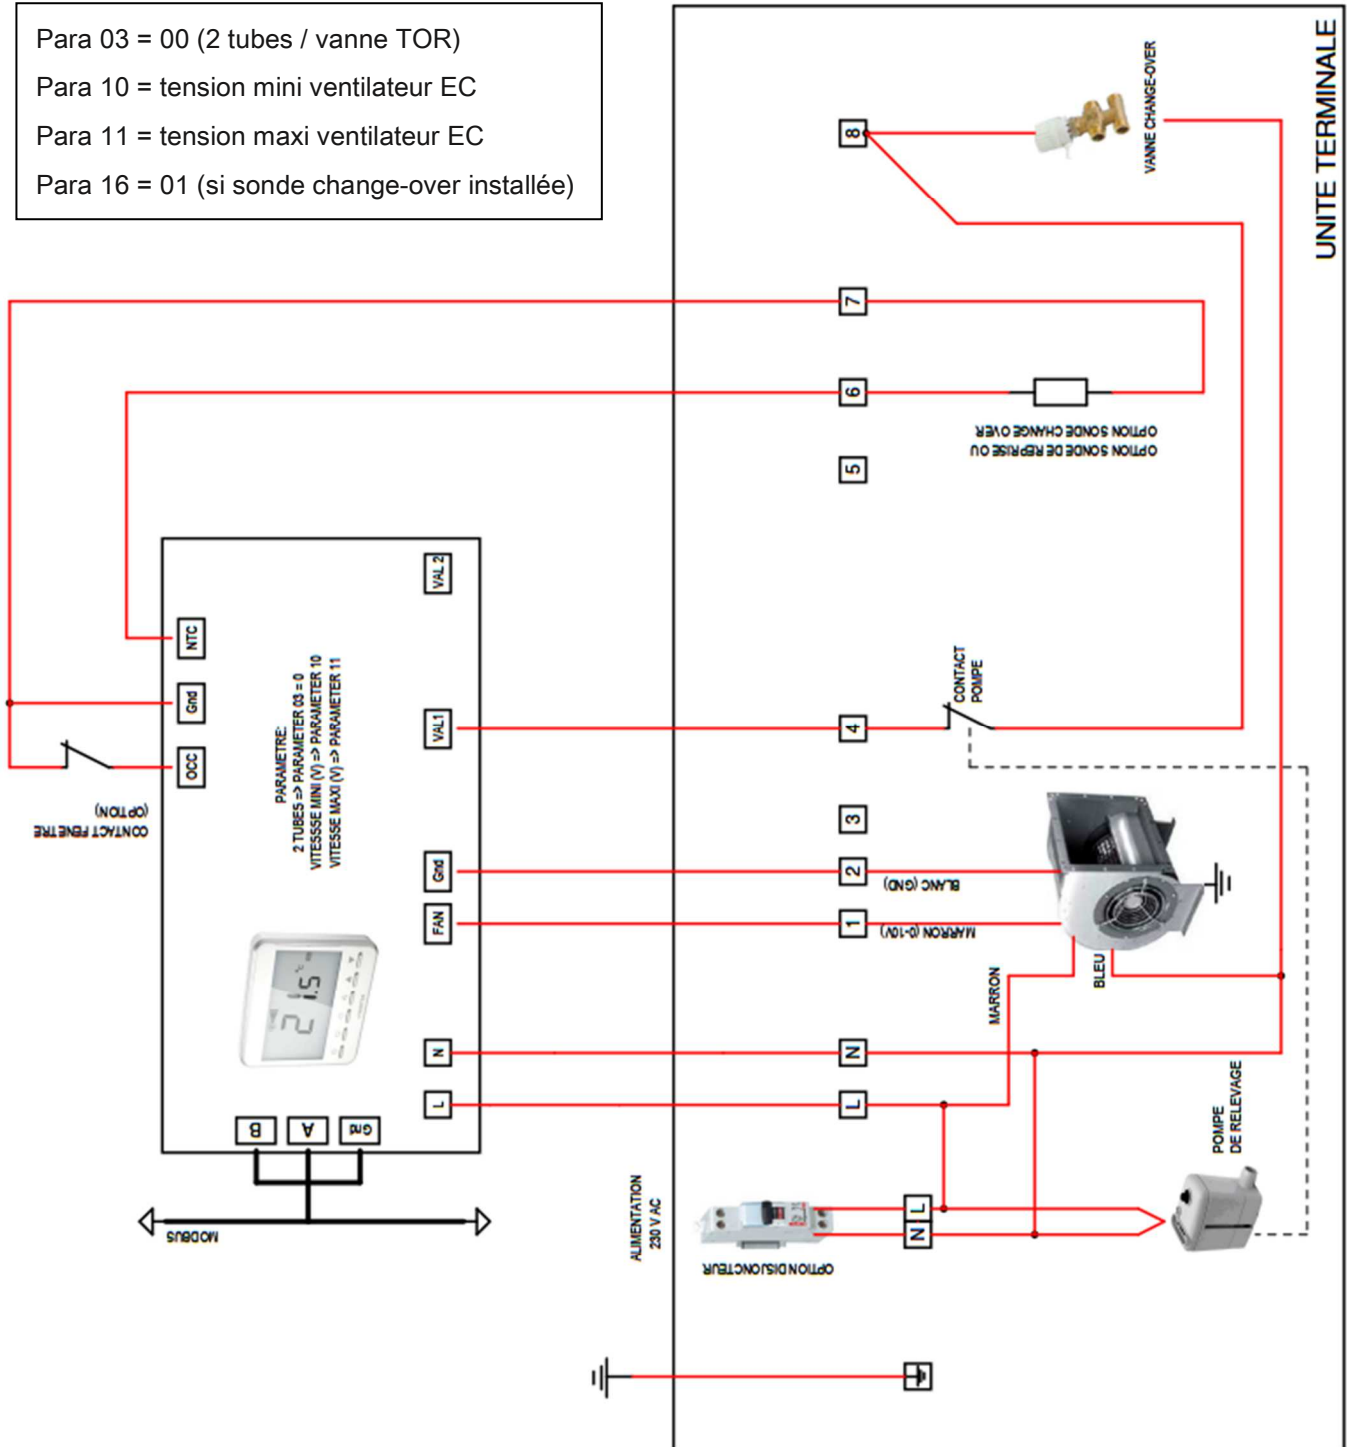 Para 03 = 00 (2 tubes / vanne TOR)
Para 10 = tension mini ventilateur EC
Para 11 = tension maxi ventilateur EC
Para 16 = 01 (si sonde change-over installée)
UNITE TERMINALE
VANNE CHANGE-OVER
8
7
6
OPTION SONDE DE REPRISE OU
OPTION SONDE CHANGE OVER
5
VAL 2
NTC
Gnd
OCC
VAL1
CONTACT FENETRE
(OPTION)
PARAMETRE:
2 TUBES => PARAMETER 03 = 0
VITESSE MINI (V) => PARAMETER 10
VITESSE MAXI (V) => PARAMETER 11
4
CONTACT
POMPE
3
Gnd
2
BLANC (GND)
FAN
1
MARRON (0-10V)
21.5
°C
MARRON
BLEU
N
N
L
L
B
A
Gnd
MODBUS
ALIMENTATION
230 V AC
L
N
OPTION DISJONCTEUR
POMPE
DE RELEVAGE